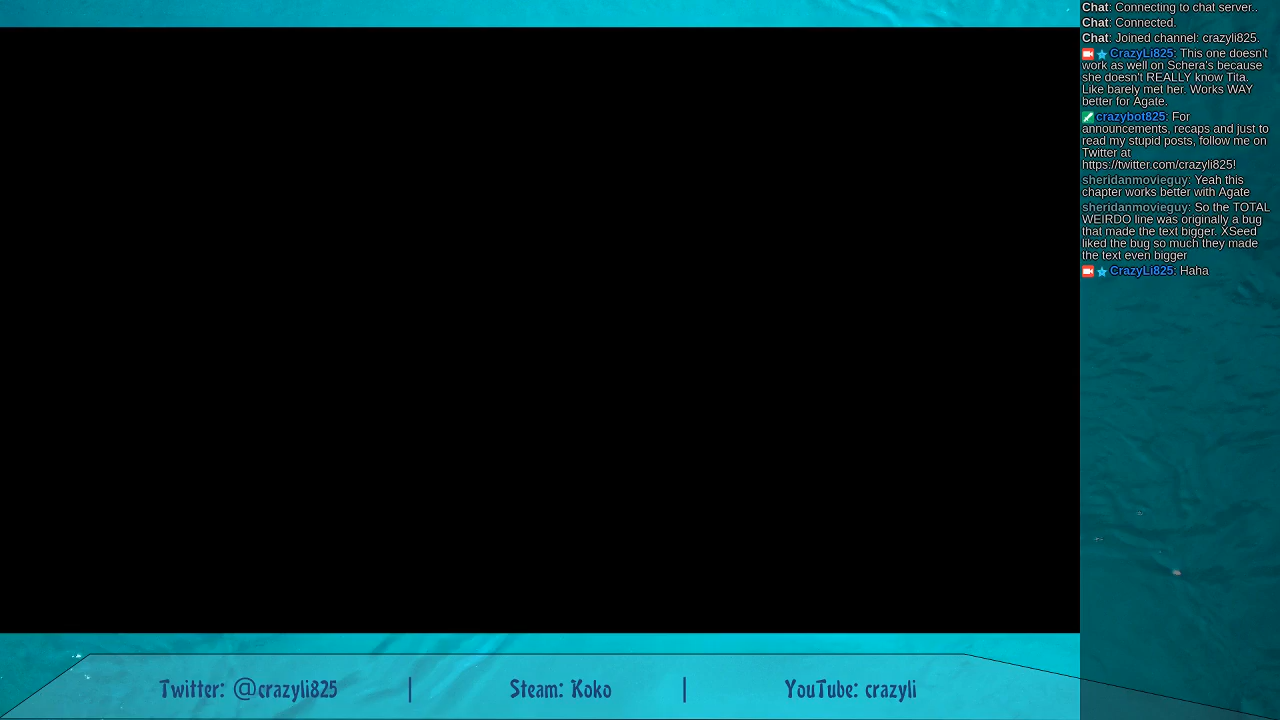 Chat: Connecting to chat server..
Chat: Connected.
Chat: Joined channel: crazyli825.
CrazyLi825: This one doesn't
work as well on Schera's because
she doesn't REALLY know Tita.
Like barely met her. Works WAY
better for Agate.
crazybot825: For
announcements, recaps and just to
read my stupid posts, follow me on
Twitter at
https://twitter.com/crazyli825!
sheridanmovieguy: Yeah this
chapter works better with Agate
sheridanmovieguy: So the TOTAL
WEIRDO line was originally a bug
that made the text bigger. XSeed
liked the bug so much they made
the text even bigger
CrazyLi825: Haha
Twitter: @crazyli825 | Steam: Koko | YouTube: crazyli